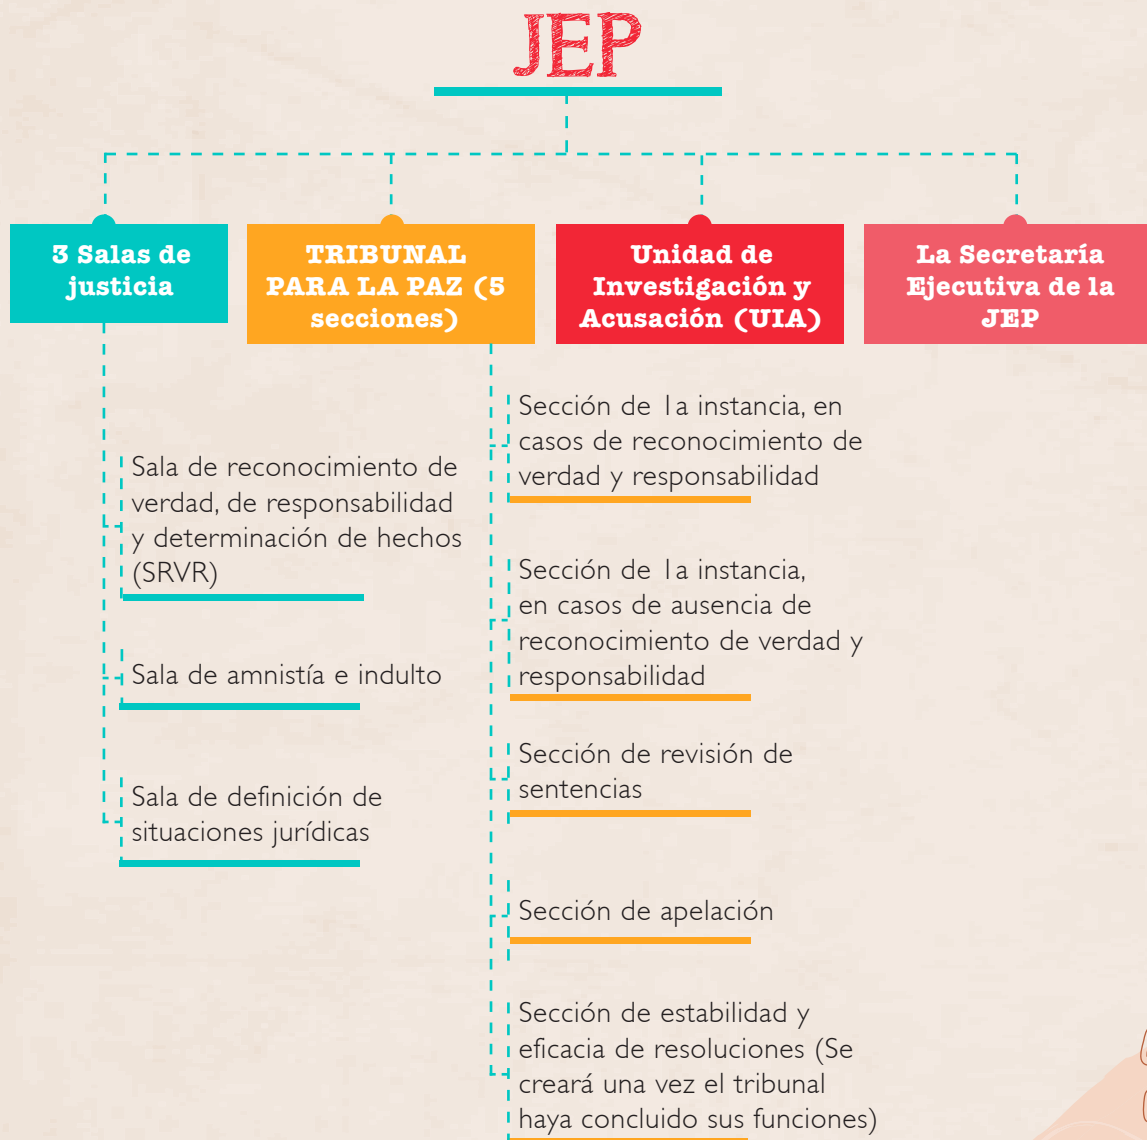 JEP
3 Salas de
justicia
TRIBUNAL
PARA LA PAZ (5
secciones)
Unidad de
Investigación y
Acusación (UIA)
La Secretaría
Ejecutiva de la
JEP
Sala de reconocimiento de
verdad, de responsabilidad
y determinación de hechos
(SRVR)
Sala de amnistía e indulto
Sala de definición de
situaciones jurídicas
Sección de 1a instancia, en
casos de reconocimiento de
verdad y responsabilidad
Sección de 1a instancia,
en casos de ausencia de
reconocimiento de verdad y
responsabilidad
Sección de revisión de
sentencias
Sección de apelación
Sección de estabilidad y
eficacia de resoluciones (Se
creará una vez el tribunal
haya concluido sus funciones)